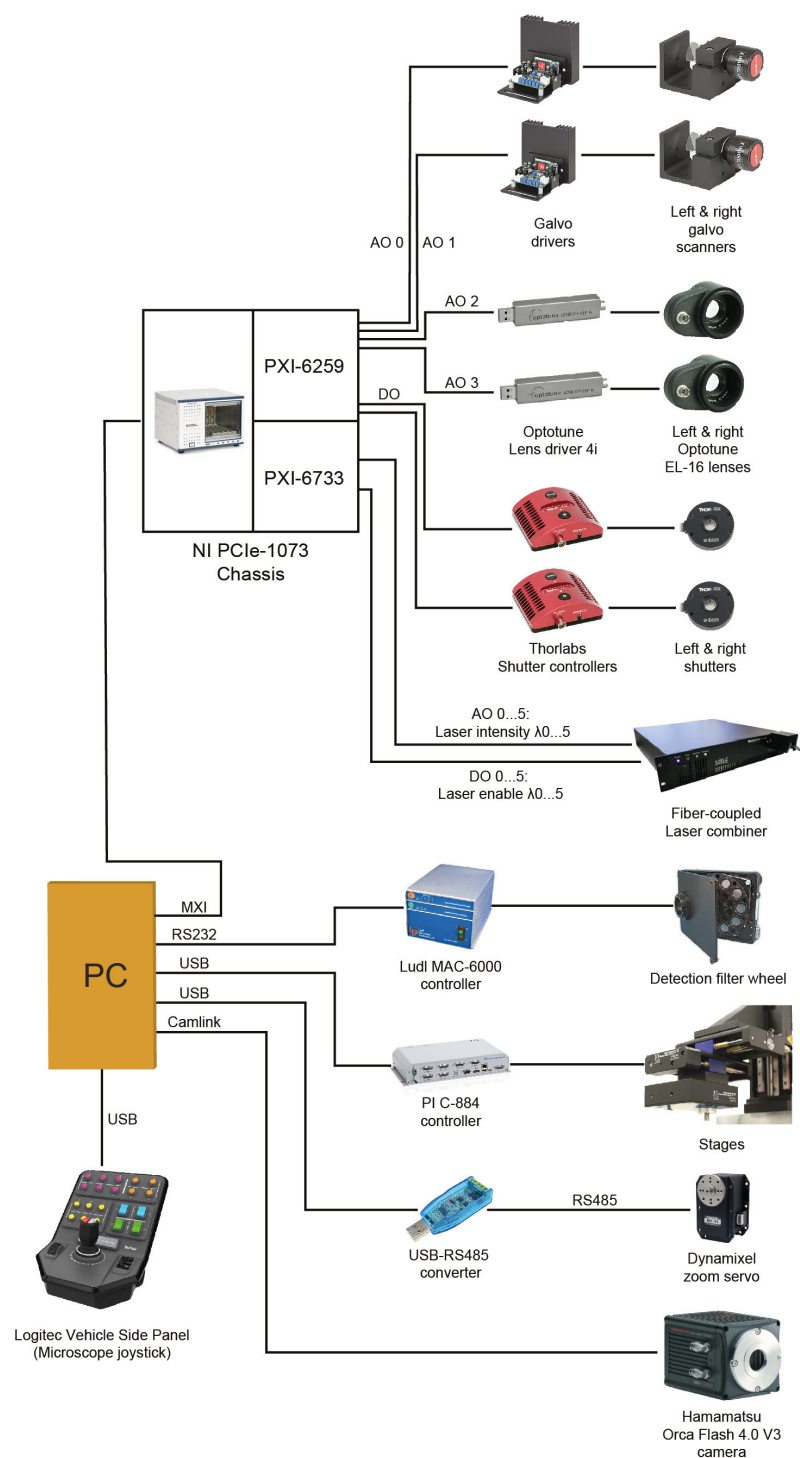 Galvo
drivers
Left & right
galvo
scanners
AO 0
AO 1
AO 2
optotune
AO 3
optotune
PXI-6259
DO
PXI-6733
Optotune
Lens driver 4i
Left & right
Optotune
EL-16 lenses
NI PCIe-1073
Chassis
Thorlabs
Shutter controllers
Left & right
shutters
AO 0...5:
Laser intensity λ0...5
DO 0...5:
Laser enable λ0...5
Fiber-coupled
Laser combiner
PC
MXI
RS232
USB
USB
Camlink
USB
Ludl MAC-6000
controller
Detection filter wheel
PI C-884
controller
Stages
RS485
USB-RS485
converter
Dynamixel
zoom servo
Logitec Vehicle Side Panel
(Microscope joystick)
Hamamatsu
Orca Flash 4.0 V3
camera